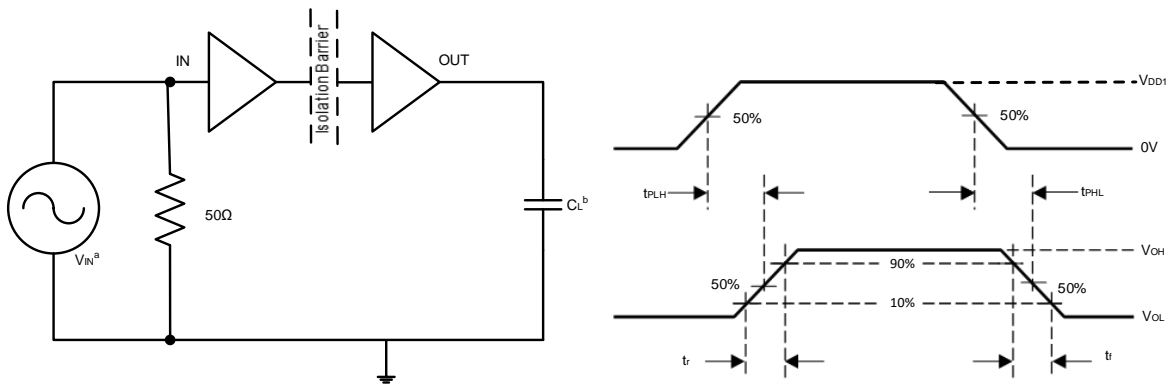 IN
Isolation Barrier
OUT
50Ω
CLᵇ
VINᵃ
VDD1
50%
50%
0V
tPLH
tPHL
VOH
90%
50%
50%
10%
VOL
tr
tf